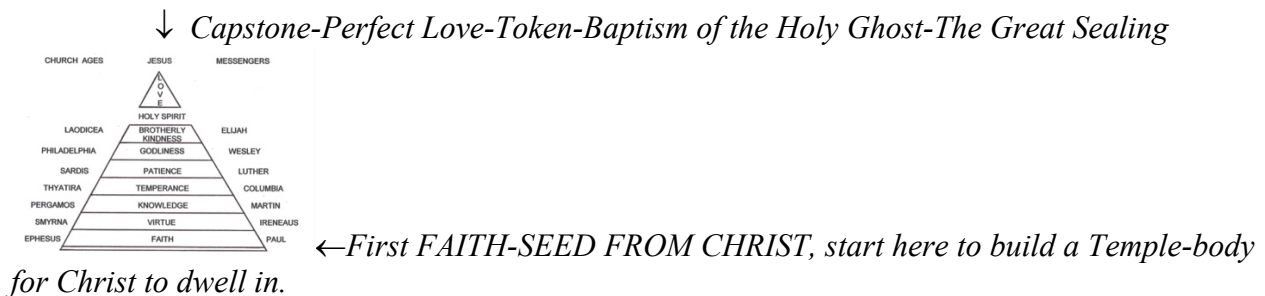 ↓ Capstone-Perfect Love-Token-Baptism of the Holy Ghost-The Great Sealing
CHURCH AGES JESUS MESSENGERS
L
O
V
E
HOLY SPIRIT
LAODICEA BROTHERLY KINDNESS ELIJAH
PHILADELPHIA GODLINESS WESLEY
SARDIS PATIENCE LUTHER
THYATIRA TEMPERANCE COLUMBIA
PERGAMOS KNOWLEDGE MARTIN
SMYRNA VIRTUE IRENEAUS
EPHESUS FAITH PAUL
←First FAITH-SEED FROM CHRIST, start here to build a Temple-body
for Christ to dwell in.